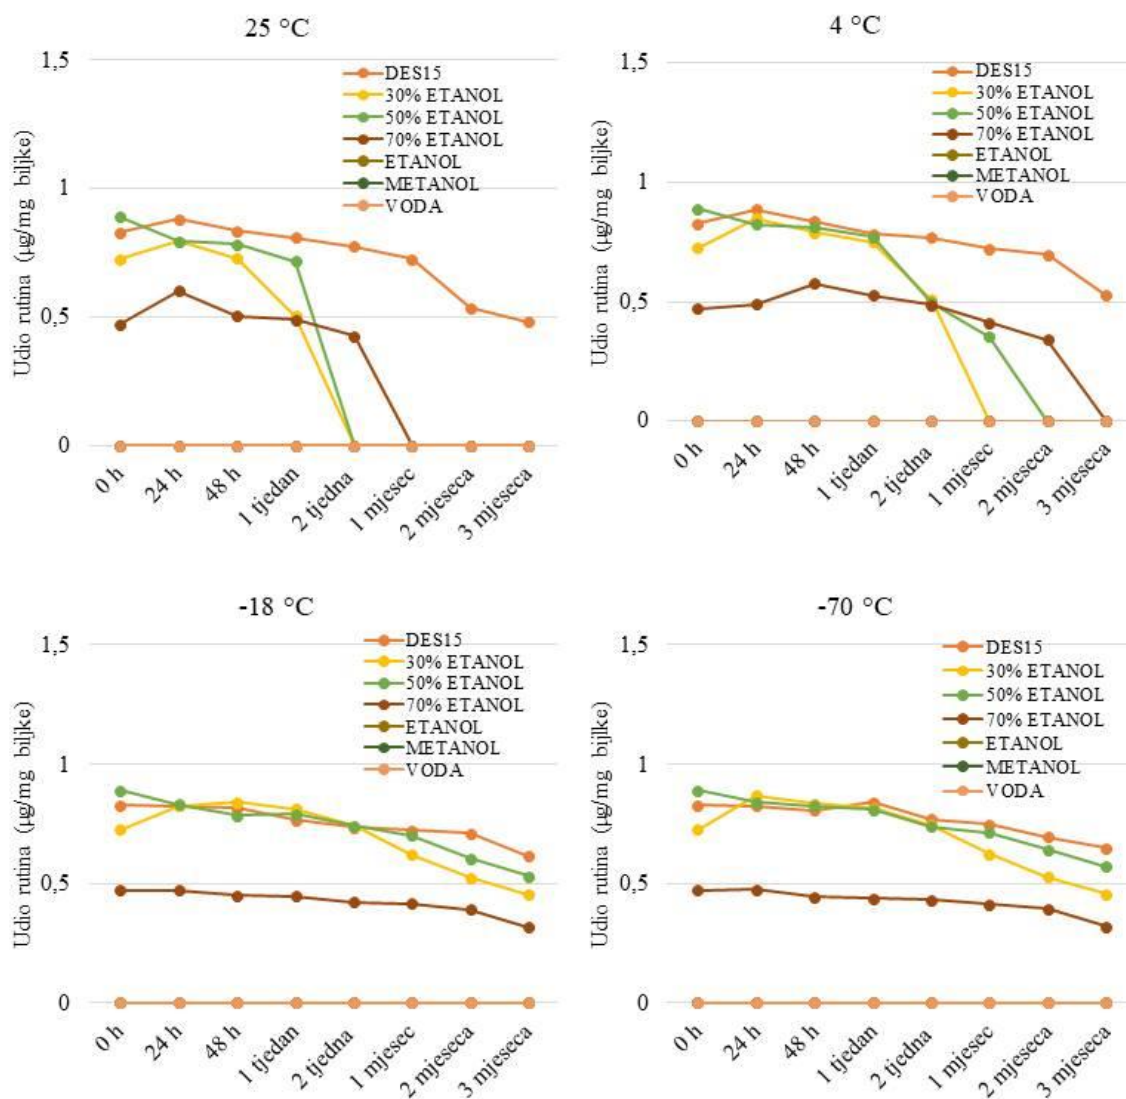 25 °C
1,5
1
0,5
0
Udio rutina (µg/mg biljke)
DES15
30% ETANOL
50% ETANOL
70% ETANOL
ETANOL
METANOL
VODA
0 h
24 h
48 h
1 tjedan
2 tjedna
1 mjesec
2 mjeseca
3 mjeseca
4 °C
1,5
1
0,5
0
Udio rutina (µg/mg biljke)
DES15
30% ETANOL
50% ETANOL
70% ETANOL
ETANOL
METANOL
VODA
0 h
24 h
48 h
1 tjedan
2 tjedna
1 mjesec
2 mjeseca
3 mjeseca
-18 °C
1,5
1
0,5
0
Udio rutina (µg/mg biljke)
DES15
30% ETANOL
50% ETANOL
70% ETANOL
ETANOL
METANOL
VODA
0 h
24 h
48 h
1 tjedan
2 tjedna
1 mjesec
2 mjeseca
3 mjeseca
-70 °C
1,5
1
0,5
0
Udio rutina (µg/mg bijlke)
DES15
30% ETANOL
50% ETANOL
70% ETANOL
ETANOL
METANOL
VODA
0 h
24 h
48 h
1 tjedan
2 tjedna
1 mjesec
2 mjeseca
3 mjeseca